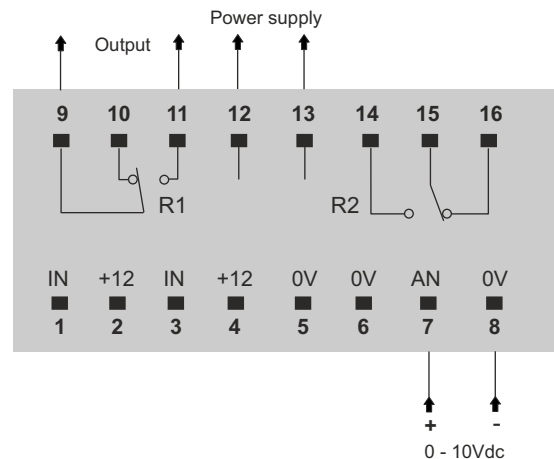 Power supply
Output
9 10 11 12 13 14 15 16
R1 R2
IN +12 IN +12 0V 0V AN 0V
1 2 3 4 5 6 7 8
+ -
0 - 10Vdc